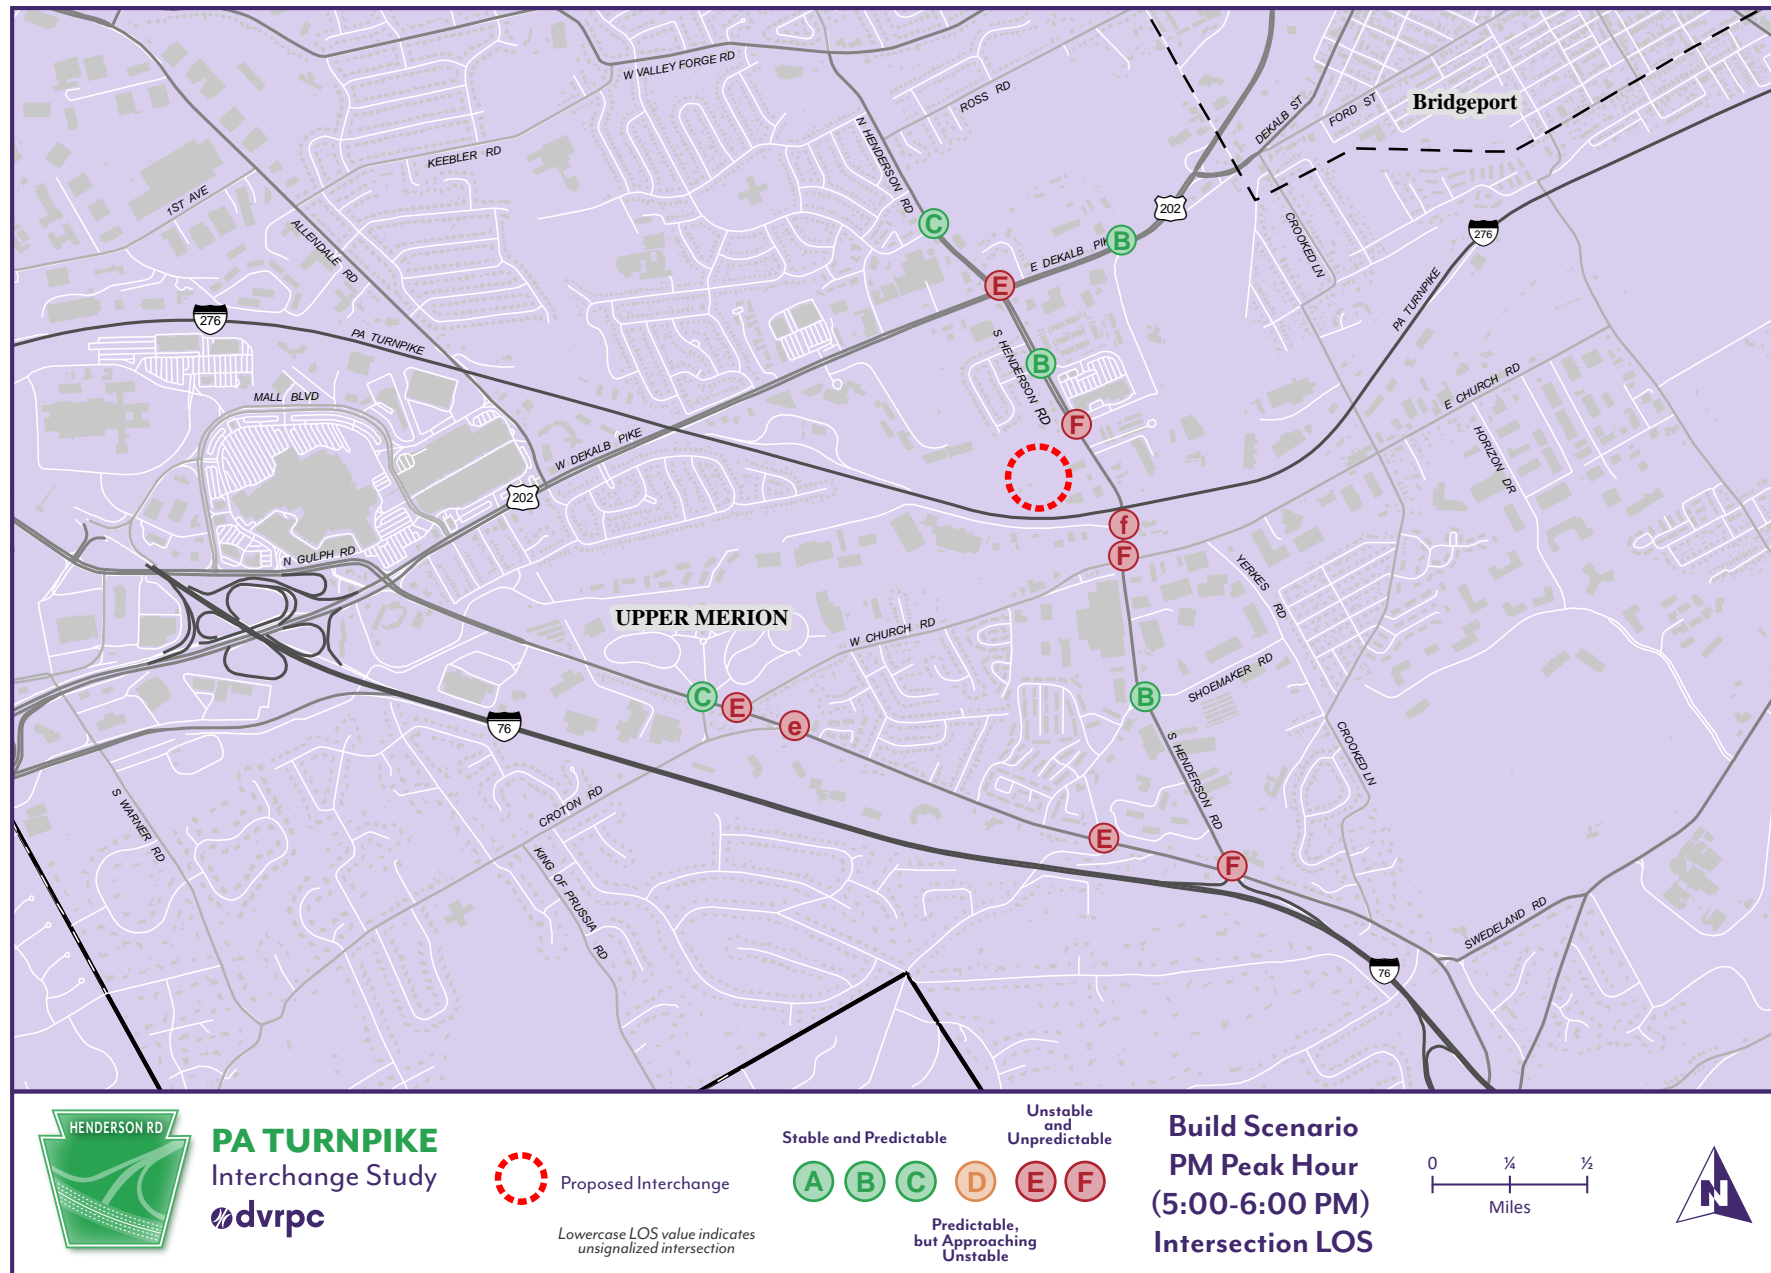 W VALLEY FORGE RD
ROSS RD
Bridgeport
DEKALB ST
FORD ST
N HENDERSON RD
KEEBLER RD
1ST AVE
ALLENDALE RD
202
C
B
E DEKALB PIK
CROOKED LN
276
E
276
PA TURNPIKE
PA TURNPIKE
S HENDERSON RD
B
E CHURCH RD
MALL BLVD
F
W DEKALB PIKE
HORIZON DR
202
f
F
N GULPH RD
YERKES RD
UPPER MERION
W CHURCH RD
SHOEMAKER RD
C
E
e
B
76
CROOKED LN
S HENDERSON RD
S WARNER RD
CROTON RD
E
F
KING OF PRUSSIA RD
SWEDELAND RD
76
HENDERSON RD
PA TURNPIKE
Interchange Study
dvrpc
Proposed Interchange
Lowercase LOS value indicates
unsignalized intersection
Stable and Predictable
Unstable
and
Unpredictable
A B C D E F
Predictable,
but Approaching
Unstable
Build Scenario
PM Peak Hour
(5:00-6:00 PM)
Intersection LOS
0 ¼ ½
Miles
N